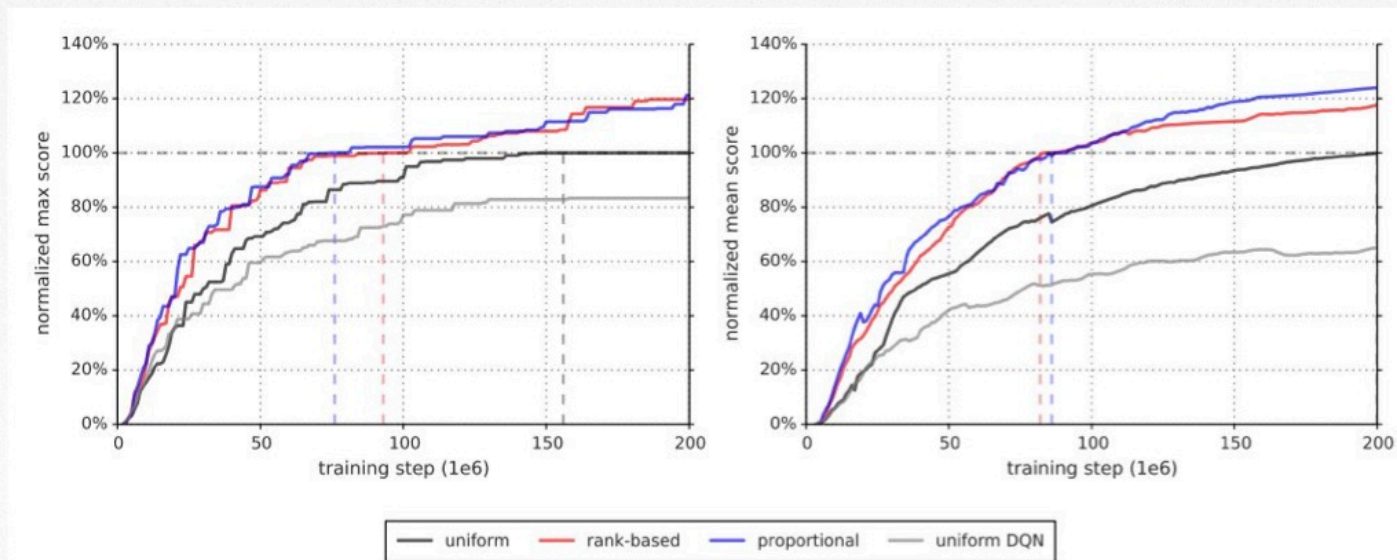 140%
120%
100%
80%
60%
40%
20%
0%
normalized max score
0 50 100 150 200
training step (1e6)
140%
120%
100%
80%
60%
40%
20%
0%
normalized mean score
0 50 100 150 200
training step (1e6)
uniform rank-based proportional uniform DQN